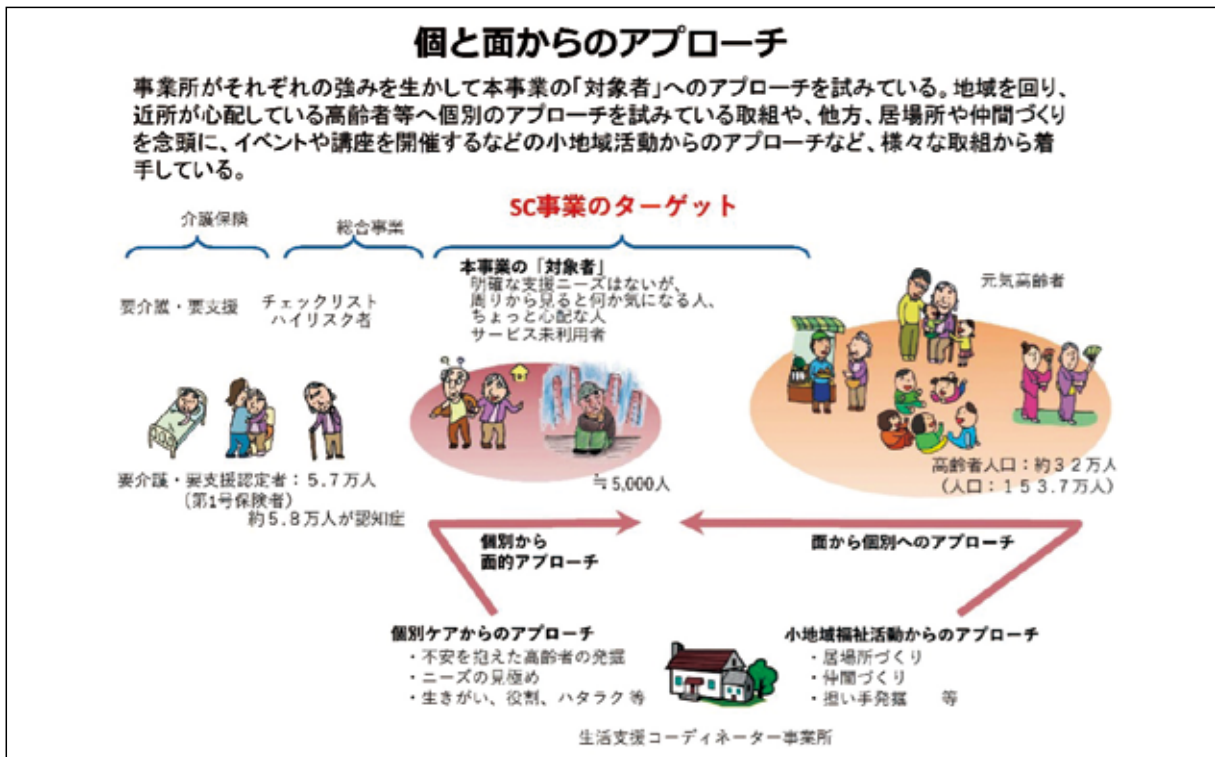 個と面からのアプローチ
事業所がそれぞれの強みを生かして本事業の「対象者」へのアプローチを試みている。地域を回り、
近所が心配している高齢者等へ個別のアプローチを試みている取組や、他方、居場所や仲間づくり
を念頭に、イベントや講座を開催するなどの小地域活動からのアプローチなど、様々な取組から着
手している。
SC事業のターゲット
介護保険
総合事業
要介護・要支援
チェックリスト
ハイリスク者
本事業の「対象者」
明確な支援ニーズはないが、
周りから見ると何か気になる人、
ちょっと心配な人
サービス未利用者
元気高齢者
要介護・要支援認定者：5.7万人
(第1号保険者)
約5.8万人が認知症
≒5,000人
高齢者人口：約32万人
(人口：153.7万人)
個別から
面的アプローチ
面から個別へのアプローチ
個別ケアからのアプローチ
・不安を抱えた高齢者の発掘
・ニーズの見極め
・生きがい、役割、ハタラク等
小地域福祉活動からのアプローチ
・居場所づくり
・仲間づくり
・担い手発掘　等
生活支援コーディネーター事業所